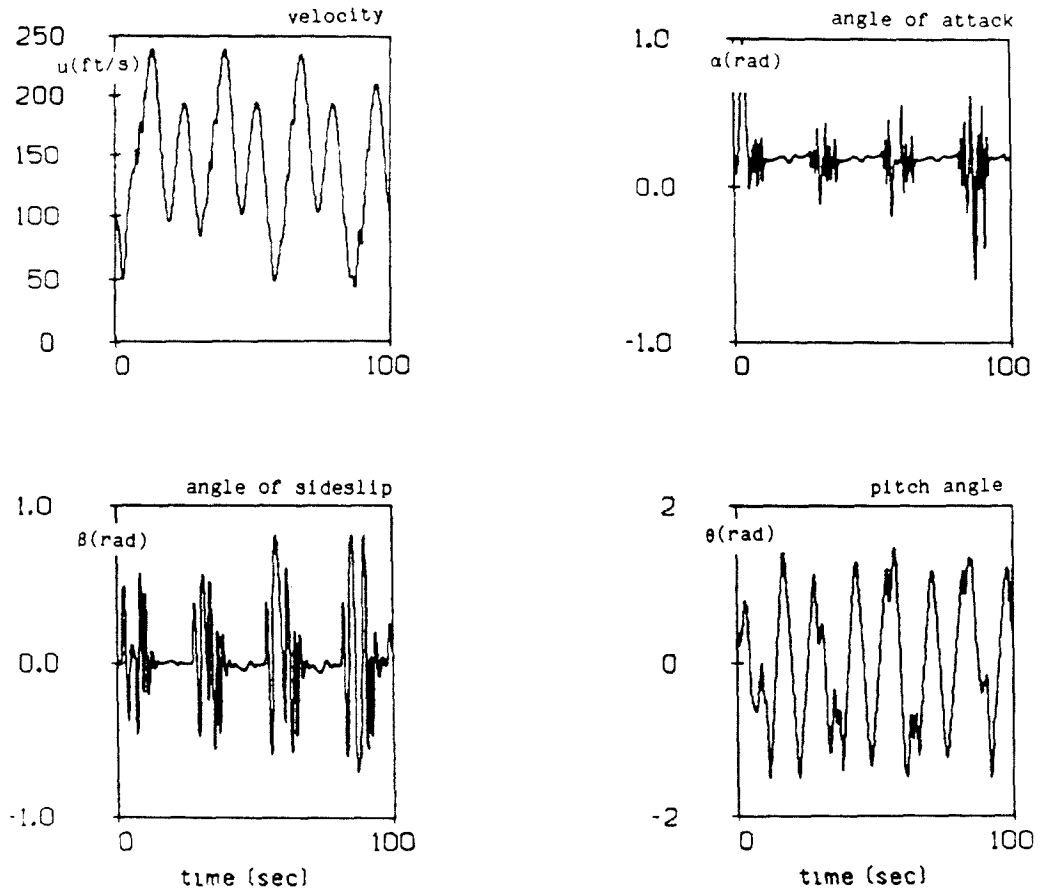 velocity
250
u(ft/s)
200
150
100
50
0
0 100
angle of attack
1.0
α(rad)
0.0
-1.0
0 100
angle of sideslip
1.0
β(rad)
0.0
-1.0
0 100
time (sec)
pitch angle
2
θ(rad)
0
-2
0 100
time (sec)